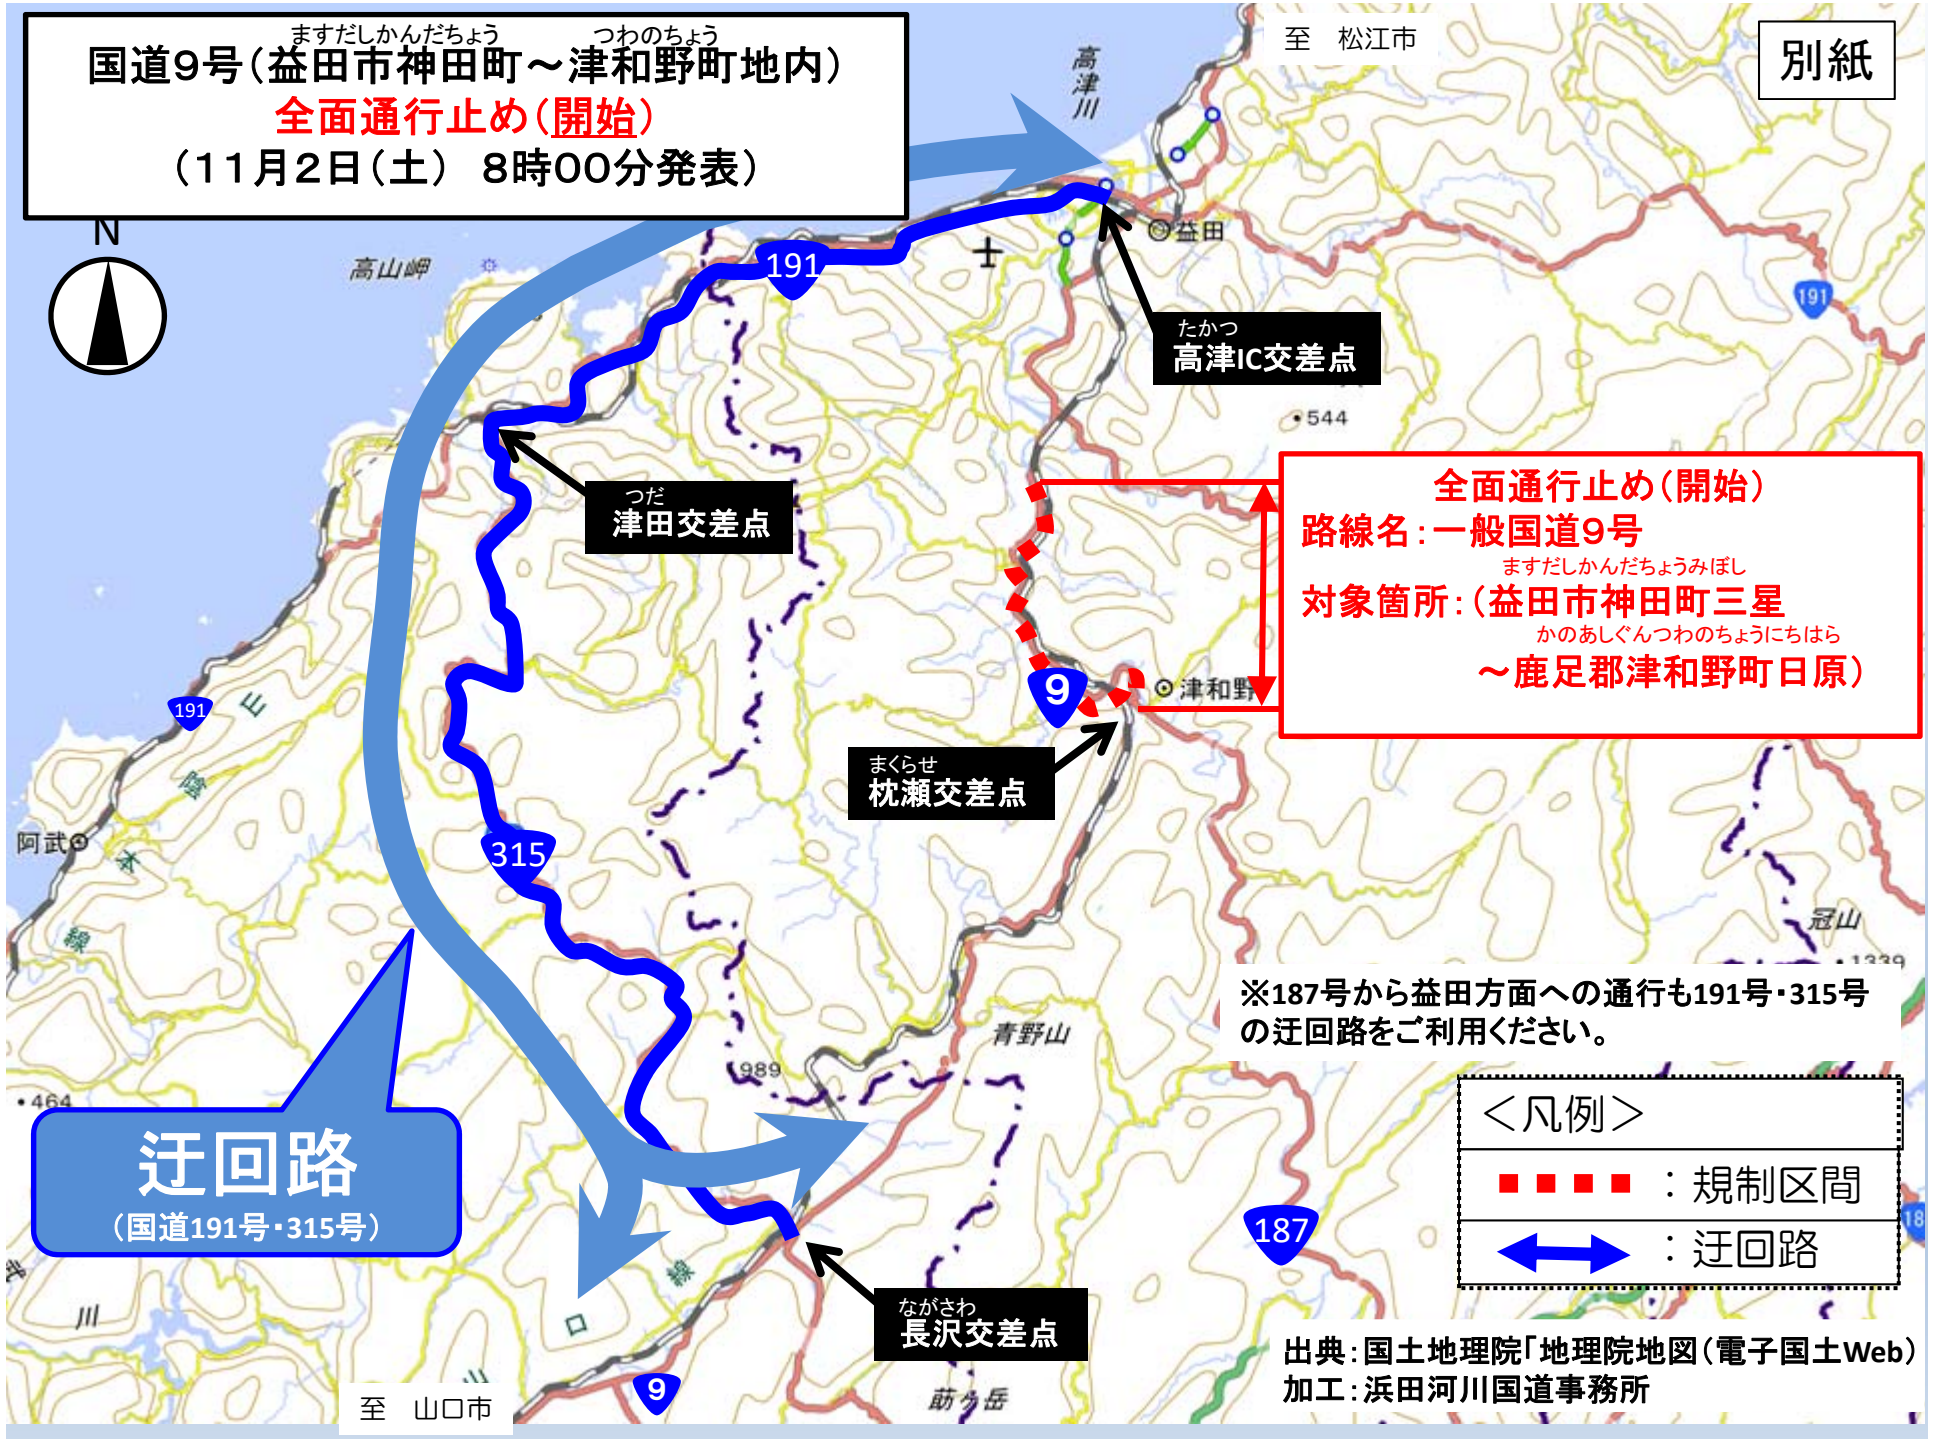 ますだしかんだちょう　つわのちょう
国道9号（益田市神田町～津和野町地内）
全面通行止め（開始）
（11月2日（土）　8時00分発表）
至　松江市
別紙
高津川
N
高山岬
191
益田
191
たかつ
高津IC交差点
544
つだ
津田交差点
全面通行止め（開始）
路線名：一般国道9号
ますだしかんだちょうみぼし
対象箇所：（益田市神田町三星
かのあしぐんつわのちょうにちはら
～鹿足郡津和野町日原）
9
津和野
191
まくらせ
枕瀬交差点
山陰本線
阿武
315
冠山
1339
※187号から益田方面への通行も191号・315号
の迂回路をご利用ください。
青野山
989
464
迂回路
（国道191号・315号）
＜凡例＞
：規制区間
：迂回路
187
18
ながさわ
長沢交差点
山口線
川
9
至　山口市
出典：国土地理院「地理院地図（電子国土Web）
加工：浜田河川国道事務所